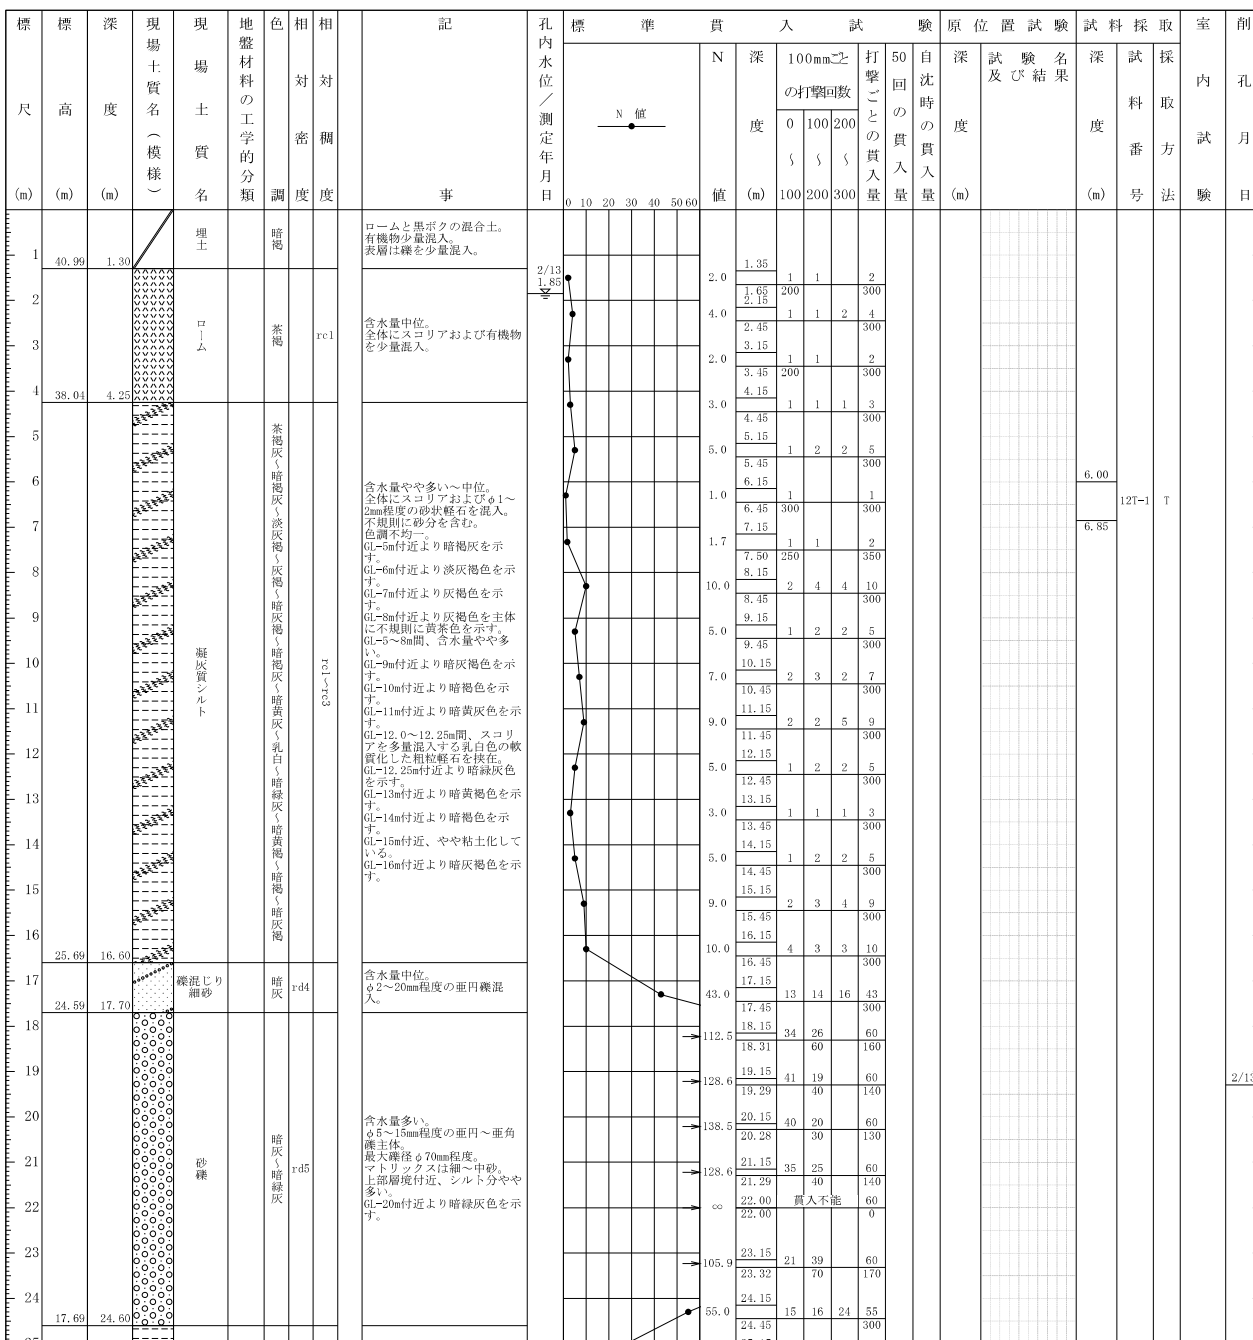 標尺(m)
標高(m)
深度(m)
現場土質名(模様)
現場土質名
地盤材料の工学的分類
色調
相対密度
相対稠度
記事
孔内水位/測定年月日
標準貫入試験
N 値
0 10 20 30 40 50 60
N値
深度(m)
100mmごとの打撃回数
0～100
100～200
200～300
打撃ごとの貫入量
50回の貫入量
自沈時の貫入量
原位置試験
深度(m)
試験名及び結果
試料採取法
深度(m)
試料番号
採取方法
室内試験
削孔月日
1
40.99 1.30
埋土
暗褐
ロームと黒ボクの混合土。
有機物少量混入。
表層は礫を少量混入。
2/13
1.85
2
3
4
38.04 4.25
ローム
茶褐
rc1
含水量中位。
全体にスコリアおよび有機物
を少量混入。
5
6
7
8
9
10
11
12
13
14
15
16
25.69 16.60
凝灰質シルト
茶褐灰～暗褐灰～淡灰褐～灰褐～暗灰褐～暗褐灰～暗黄灰～乳白～暗緑灰～暗黄褐～暗褐～暗灰褐
rc1～rc3
含水量やや多い～中位。
全体にスコリアおよびφ1～
2mm程度の砂状軽石を混入。
不規則に砂分を含む。
色調不均一。
GL-5m付近より暗褐灰を示
す。
GL-6m付近より淡灰褐色を示
す。
GL-7m付近より灰褐色を示
す。
GL-8m付近より灰褐色を主体
に不規則に黄茶色を示す。
GL-5～8m間、含水量やや多
い。
GL-9m付近より暗灰褐色を示
す。
GL-10m付近より暗褐色を示
す。
GL-11m付近より暗黄灰色を示
す。
GL-12.0～12.25m間、スコリ
アを多量混入する乳白色の軟
質化した粗粒軽石を挟在。
GL-12.25m付近より暗緑灰色
を示す。
GL-13m付近より暗黄褐色を示
す。
GL-14m付近より暗褐色を示
す。
GL-15m付近、やや粘土化して
いる。
GL-16m付近より暗灰褐色を示
す。
17
24.59 17.70
礫混じり
細砂
暗灰
rd4
含水量中位。
φ2～20mm程度の亜円礫混
入。
18
19
20
21
22
23
24
17.69 24.60
砂礫
暗灰～暗緑灰
rd5
含水量多い。
φ5～15mm程度の亜円～亜角
礫主体。
最大礫径φ70mm程度。
マトリックスは細～中砂。
上部層境付近、シルト分やや
多い。
GL-20m付近より暗緑灰色を示
す。
2.0 1.35 1 1 2
1.65 200 300
4.0 2.15 1 1 2 4
2.45 300
2.0 3.15 1 1 2
3.45 200 300
3.0 4.15 1 1 1 3
4.45 300
5.0 5.15 1 2 2 5
5.45 300
1.0 6.15 1 1
6.45 300 300
1.7 7.15 1 1 2
7.50 250 350
10.0 8.15 2 4 4 10
8.45 300
5.0 9.15 1 2 2 5
9.45 300
7.0 10.15 2 3 2 7
10.45 300
9.0 11.15 2 2 5 9
11.45 300
5.0 12.15 1 2 2 5
12.45 300
3.0 13.15 1 1 1 3
13.45 300
5.0 14.15 1 2 2 5
14.45 300
9.0 15.15 2 3 4 9
15.45 300
10.0 16.15 4 3 3 10
16.45 300
43.0 17.15 13 14 16 43
17.45 300
112.5 18.15 34 26 60
18.31 60 160
128.6 19.15 41 19 60
19.29 40 140
138.5 20.15 40 20 60
20.28 30 130
128.6 21.15 35 25 60
21.29 40 140
∞ 22.00 貫入不能 60
22.00 0
105.9 23.15 21 39 60
23.32 70 170
55.0 24.15 15 16 24 55
24.45 300
6.00
12T-1 T
6.85
2/13